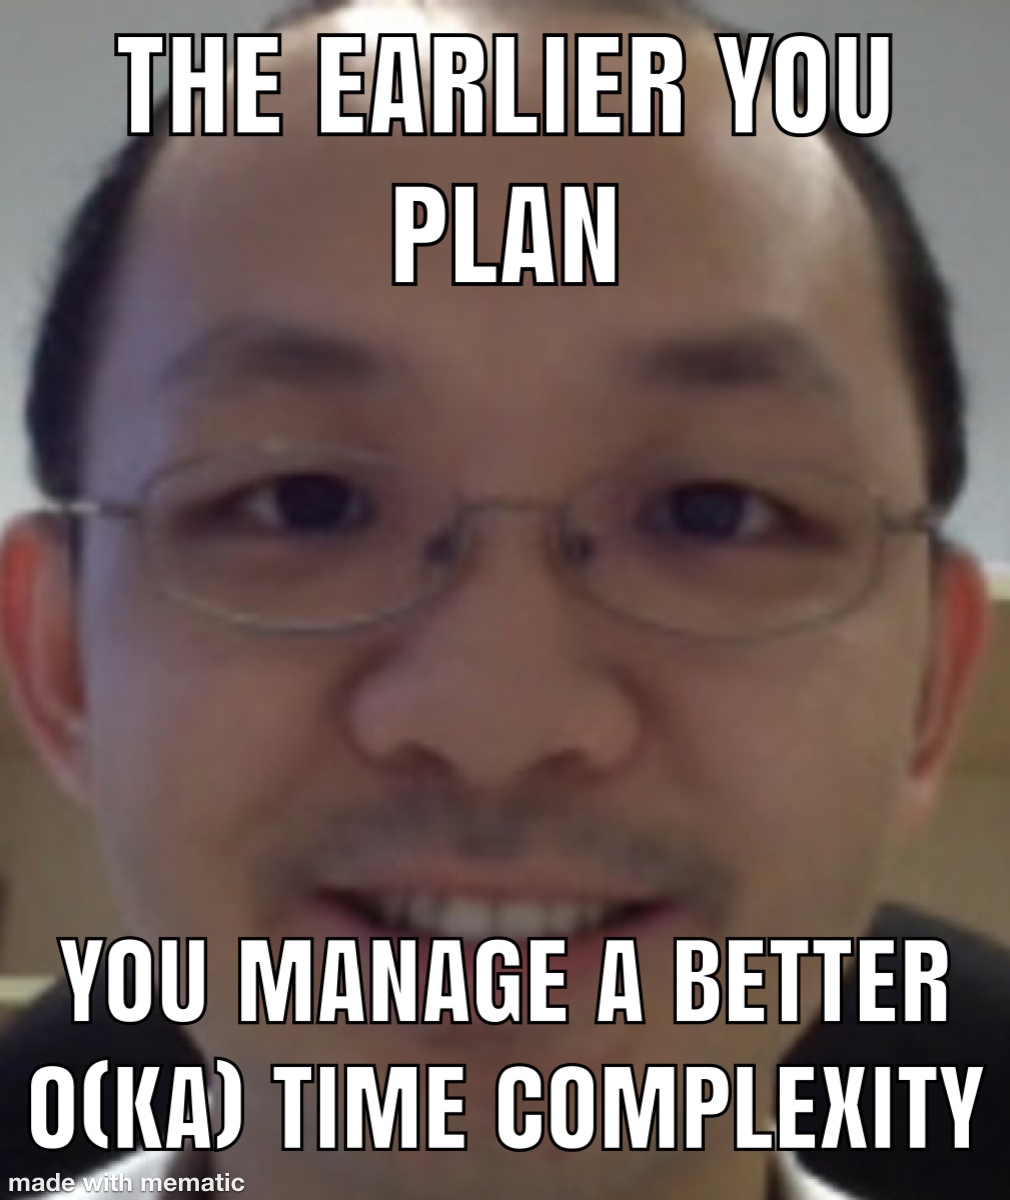 THE EARLIER YOU
PLAN
YOU MANAGE A BETTER
O(KA) TIME COMPLEXITY
made with mematic